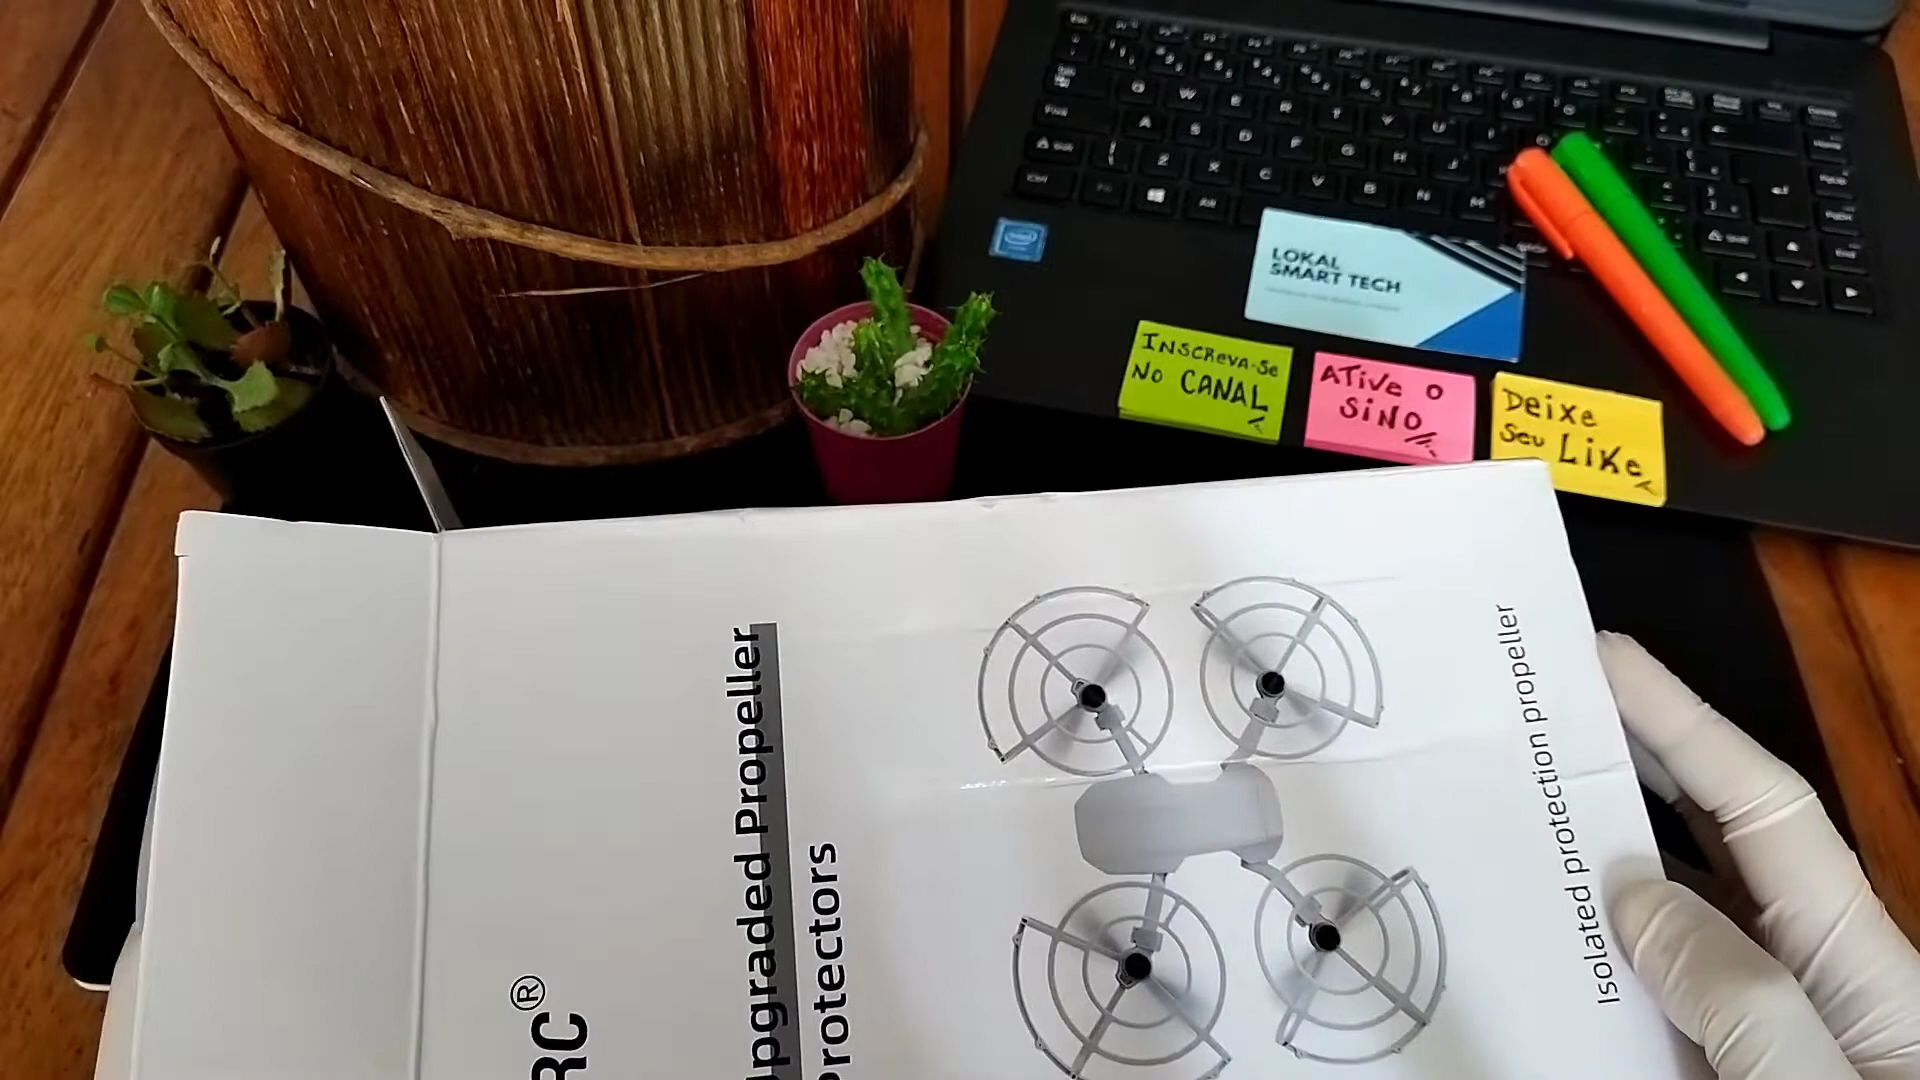 LOKAL
SMART TECH
INSCReva-Se
NO CANAL
ATive O
SiNO
Deixe
Seu LiKe
RC®
pgraded Propeller
Protectors
Isolated protection propeller